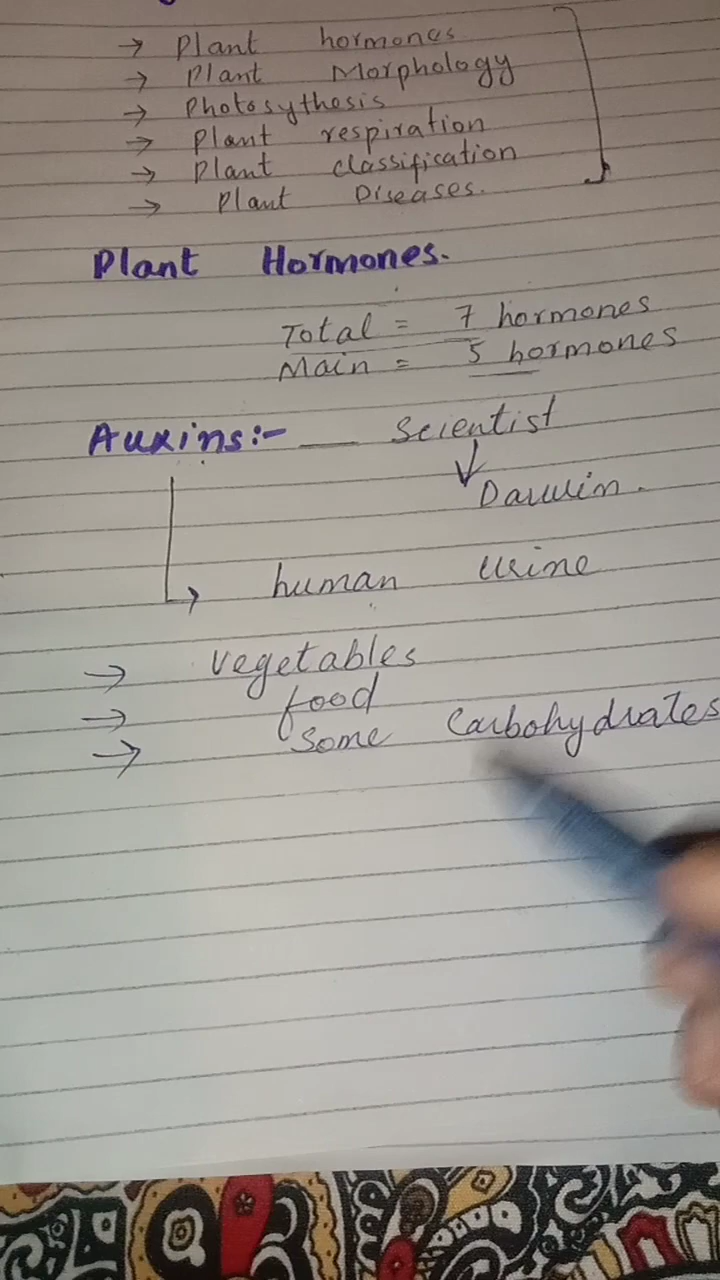 → Plant hormones
→ Plant Morphology
→ Photosythesis
→ Plant respiration
→ Plant classification
→ Plant Diseases.
Plant Hormones.
Total = 7 hormones
Main = 5 hormones
Auxins:- — Scientist
↓
Darwin.
→ human urine
→ vegetables
→ food
→ Some Carbohydrates